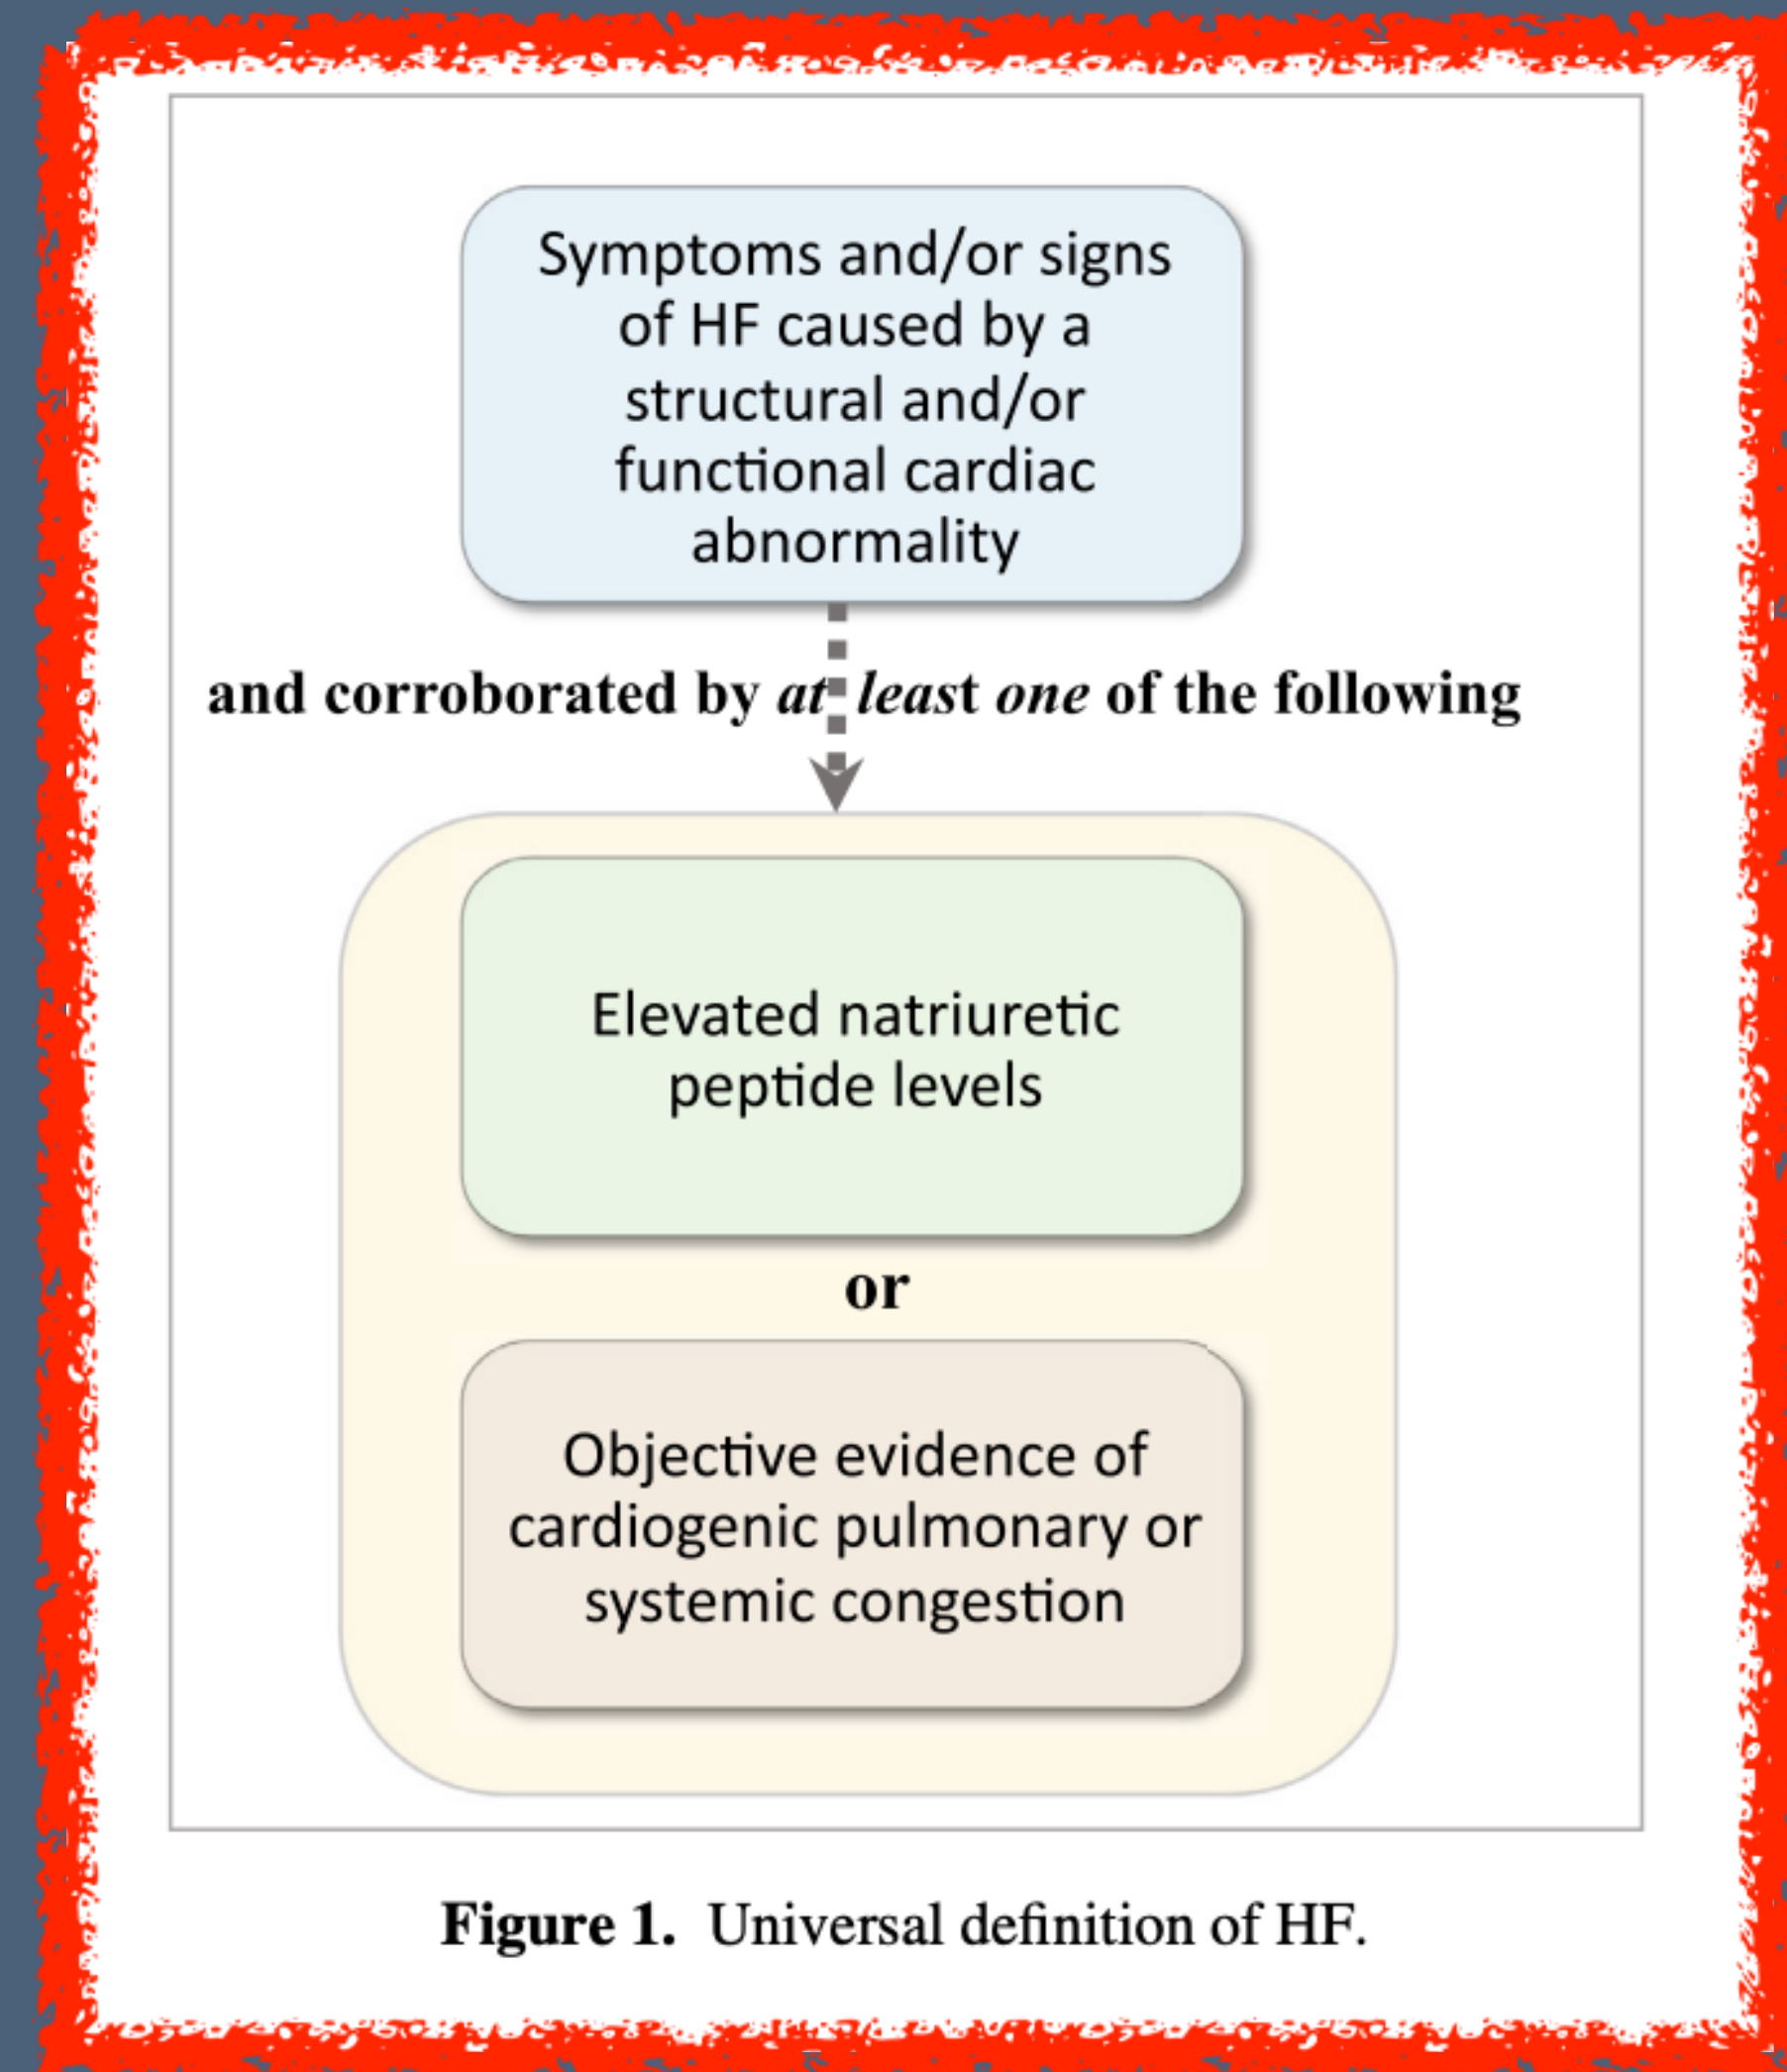 Symptoms and/or signs
of HF caused by a
structural and/or
functional cardiac
abnormality
and corroborated by at least one of the following
Elevated natriuretic
peptide levels
or
Objective evidence of
cardiogenic pulmonary or
systemic congestion
Figure 1. Universal definition of HF.